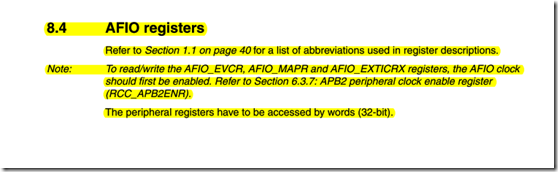 8.4 AFIO registers
Refer to Section 1.1 on page 40 for a list of abbreviations used in register descriptions.
Note: To read/write the AFIO_EVCR, AFIO_MAPR and AFIO_EXTICRX registers, the AFIO clock
should first be enabled. Refer to Section 6.3.7: APB2 peripheral clock enable register
(RCC_APB2ENR).
The peripheral registers have to be accessed by words (32-bit).